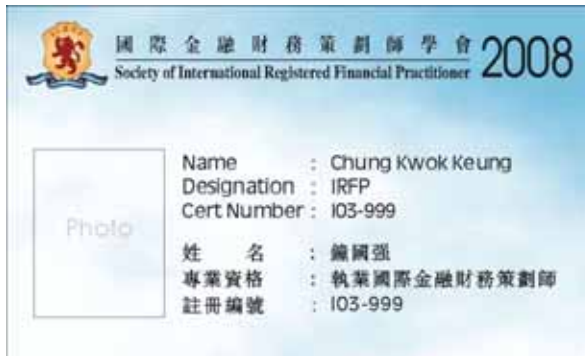 國際金融財務策劃師學會 2008
Society of International Registered Financial Practitioner
Photo
Name : Chung Kwok Keung
Designation : IRFP
Cert Number : I03-999
姓 名 : 鐘國强
專業資格 : 執業國際金融財務策劃師
註冊編號 : I03-999